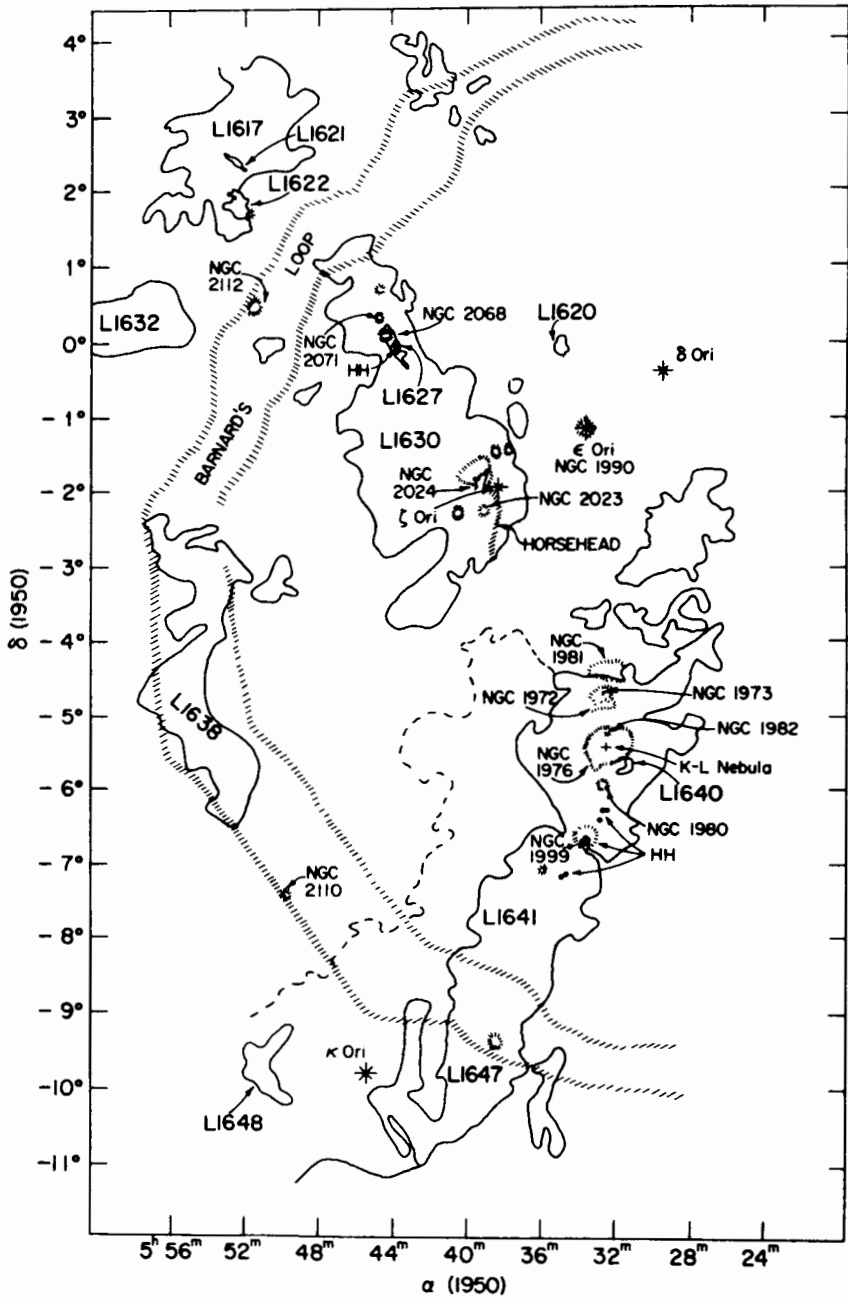 4°
3°
2°
1°
0°
-1°
-2°
-3°
-4°
-5°
-6°
-7°
-8°
-9°
-10°
-11°
δ (1950)
L1617
L1621
L1622
NGC
2112
LOOP
BARNARD'S
L1632
NGC 2068
NGC
2071
HH
L1627
L1620
δ Ori
L1630
ε Ori
NGC 1990
NGC
2024
ζ Ori
NGC 2023
HORSEHEAD
NGC
1981
NGC 1972
NGC 1973
L1638
NGC 1982
NGC
1976
K-L Nebula
L1640
NGC 1980
NGC
1999
HH
NGC
2110
L1641
κ Ori
L1647
L1648
5h 56m 52m 48m 44m 40m 36m 32m 28m 24m
α (1950)